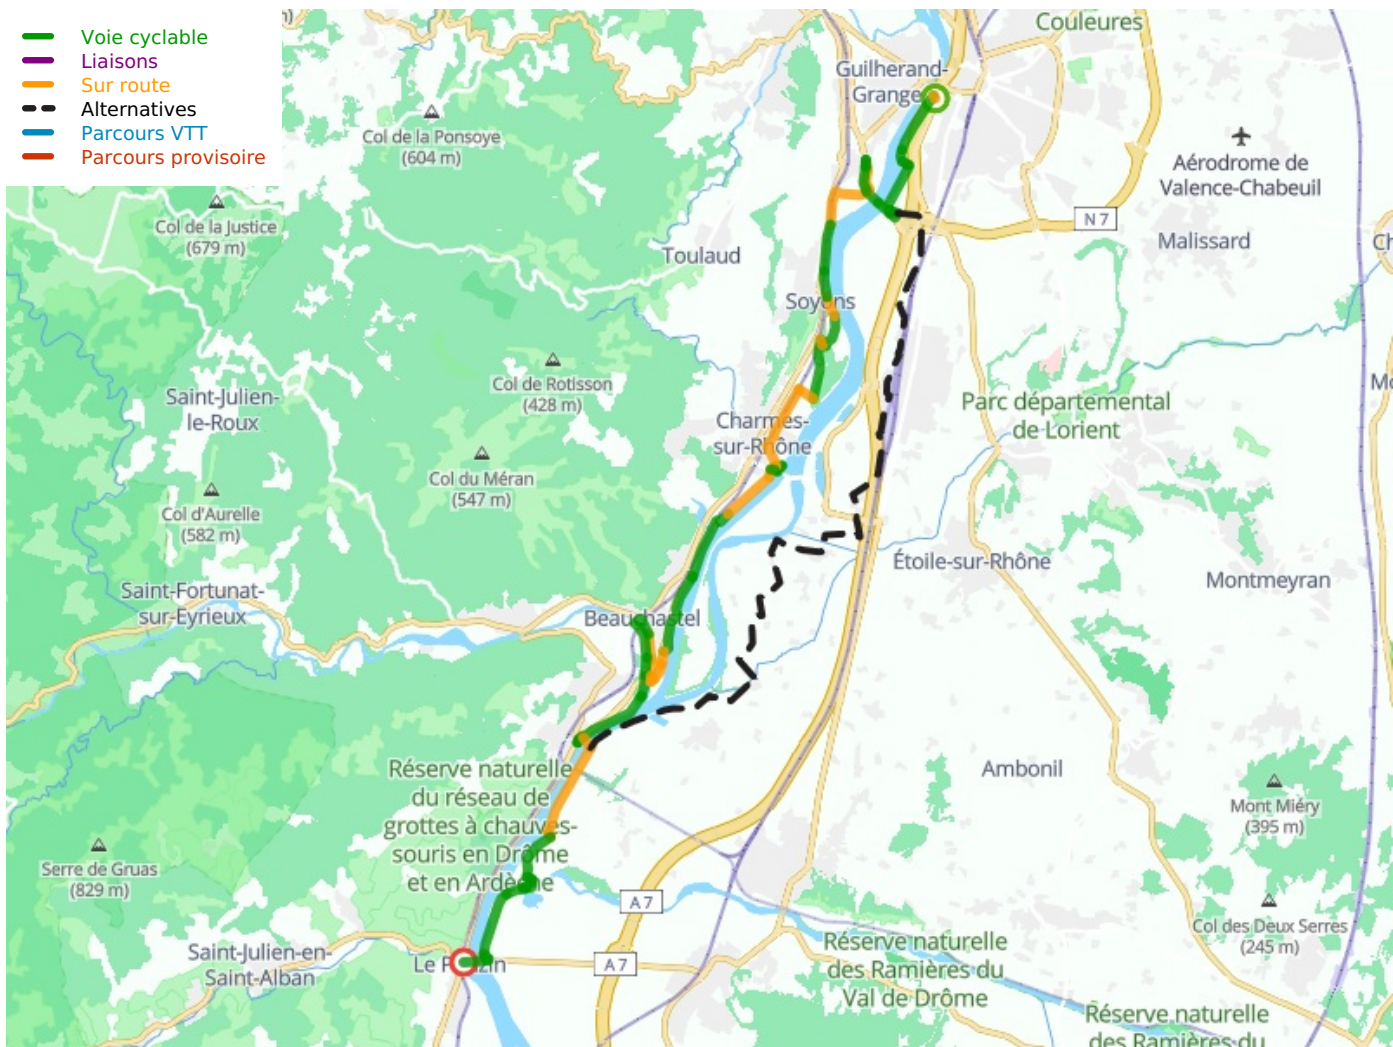 Voie cyclable
Liaisons
Sur route
Alternatives
Parcours VTT
Parcours provisoire
Couleures
Guilherand-
Grange
Col de la Ponsoye
(604 m)
Aérodrome de
Valence-Chabeuil
Col de la Justice
(679 m)
N 7
Toulaud
Malissard
Ch
Soyons
Col de Rotisson
(428 m)
Saint-Julien-
le-Roux
Parc départemental
de Lorient
Charmes-
sur-Rhône
Col du Méran
(547 m)
Col d'Aurelle
(582 m)
Étoile-sur-Rhône
Montmeyran
Saint-Fortunat-
sur-Eyrieux
Beauchastel
Réserve naturelle
du réseau de
grottes à chauves-
souris en Drôme
et en Ardèche
Ambonil
Mont Miéry
(395 m)
Serre de Gruas
(829 m)
A 7
Col des Deux Serres
(245 m)
Saint-Julien-en-
Saint-Alban
Le Pouzin
A 7
Réserve naturelle
des Ramières du
Val de Drôme
Réserve naturelle
des Ramières du